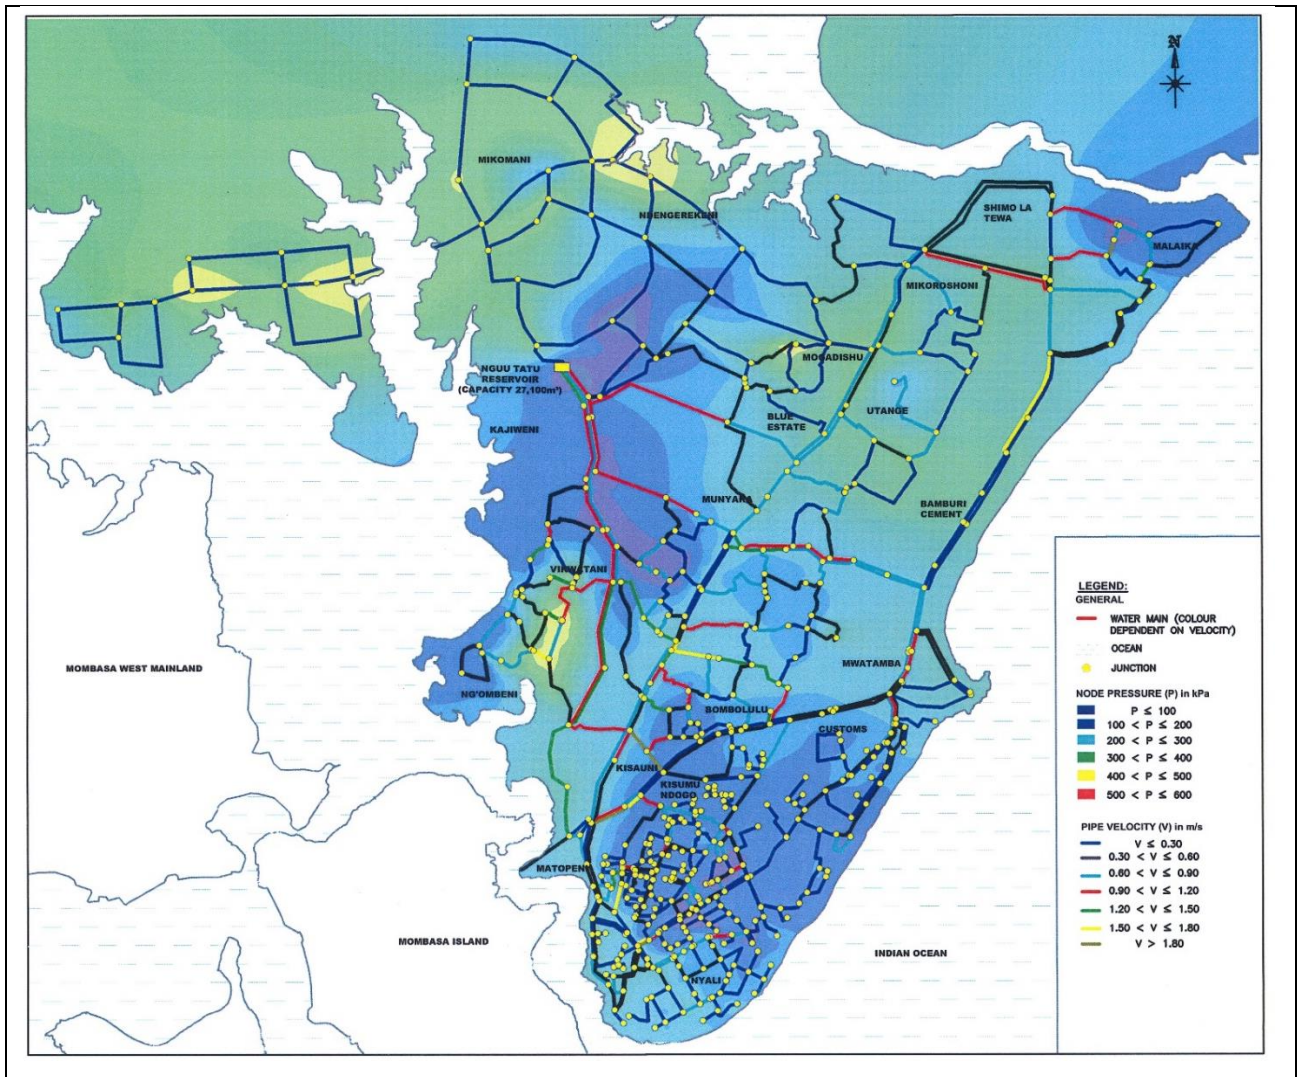 N
MIKOMANI
NDENGEREKENI
SHIMO LA
TEWA
MALAIKA
MIKOROSHONI
NGUU TATU
RESERVOIR
(CAPACITY 27,100m³)
MOGADISHU
KAJIWENI
BLUE
ESTATE
UTANGE
MUNYAKA
BAMBURI
CEMENT
VIKWATANI
MWATAMBA
MOMBASA WEST MAINLAND
NG'OMBENI
BOMBOLULU
CUSTOMS
KISAUNI
KISUMU
NDOGO
MATOPENI
MOMBASA ISLAND
INDIAN OCEAN
NYALI
LEGEND:
GENERAL
WATER MAIN (COLOUR
DEPENDENT ON VELOCITY)
OCEAN
JUNCTION
NODE PRESSURE (P) in kPa
P ≤ 100
100 < P ≤ 200
200 < P ≤ 300
300 < P ≤ 400
400 < P ≤ 500
500 < P ≤ 600
PIPE VELOCITY (V) in m/s
V ≤ 0.30
0.30 < V ≤ 0.60
0.60 < V ≤ 0.90
0.90 < V ≤ 1.20
1.20 < V ≤ 1.50
1.50 < V ≤ 1.80
V > 1.80